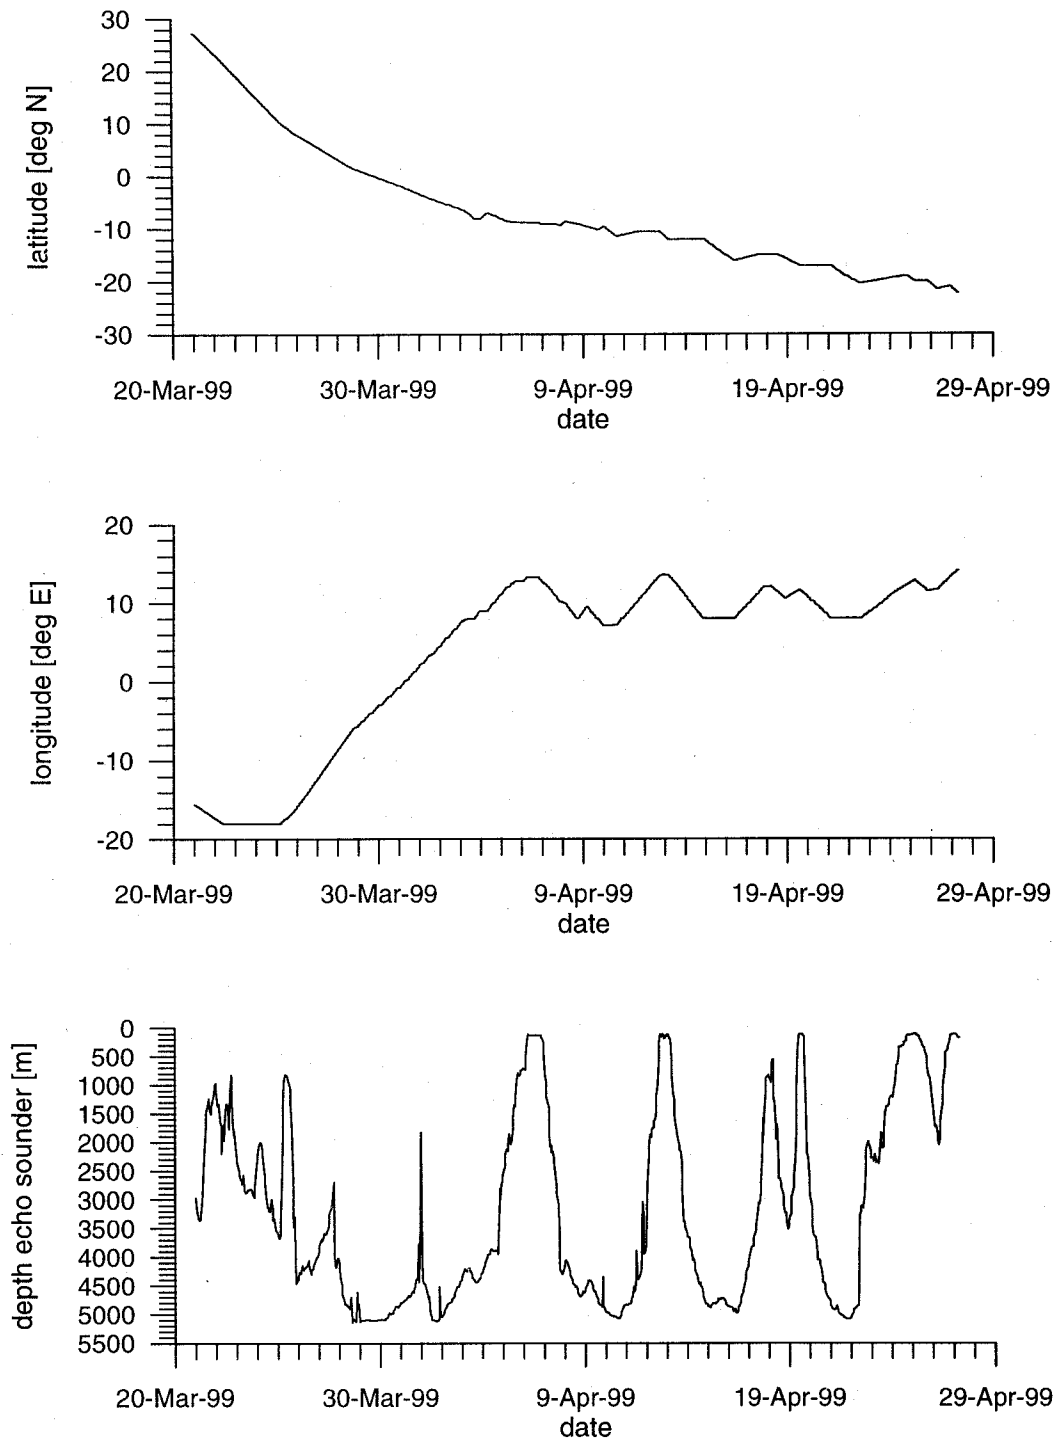 latitude [deg N]
30
20
10
0
-10
-20
-30
20-Mar-99 30-Mar-99 9-Apr-99 19-Apr-99 29-Apr-99
date
longitude [deg E]
20
10
0
-10
-20
20-Mar-99 30-Mar-99 9-Apr-99 19-Apr-99 29-Apr-99
date
depth echo sounder [m]
0
500
1000
1500
2000
2500
3000
3500
4000
4500
5000
5500
20-Mar-99 30-Mar-99 9-Apr-99 19-Apr-99 29-Apr-99
date